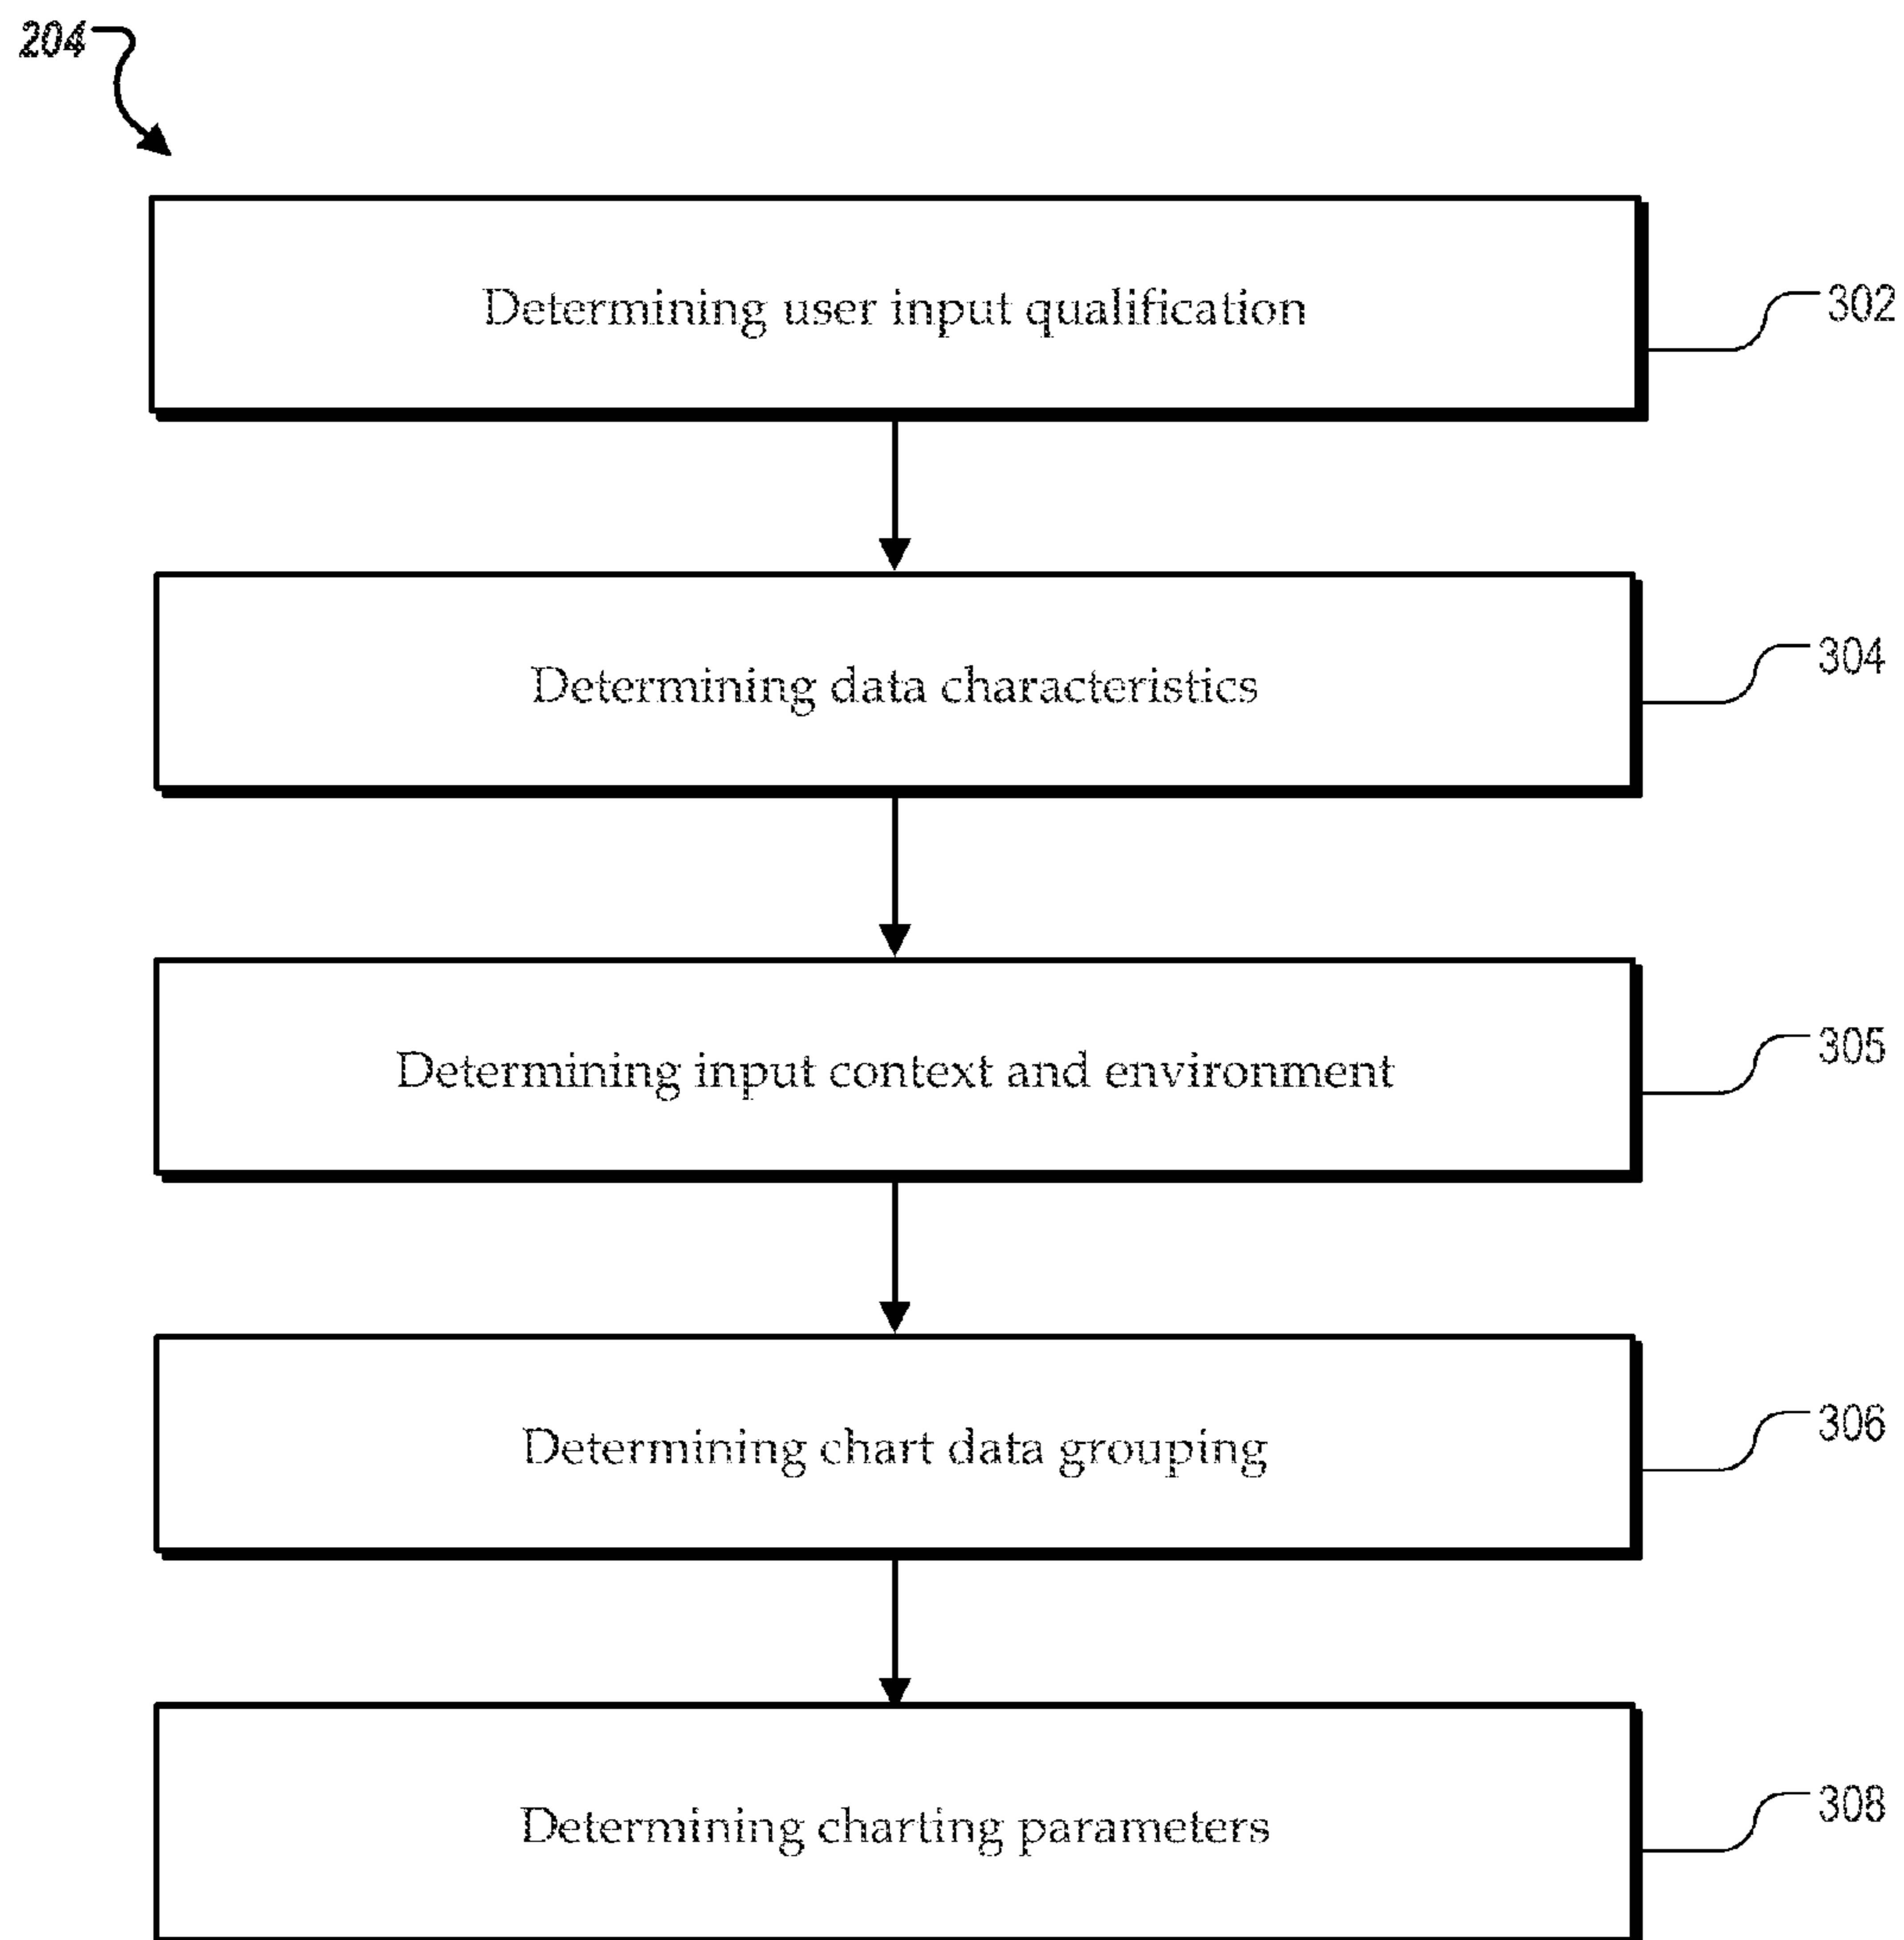 204
Determining user input qualification
302
Determining data characteristics
304
Determining input context and environment
305
Determining chart data grouping
306
Determining charting parameters
308